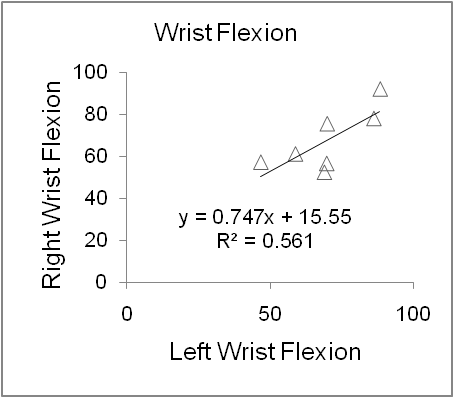 Wrist Flexion
Right Wrist Flexion
100
80
60
40
20
0
y = 0.747x + 15.55
R² = 0.561
0 50 100
Left Wrist Flexion